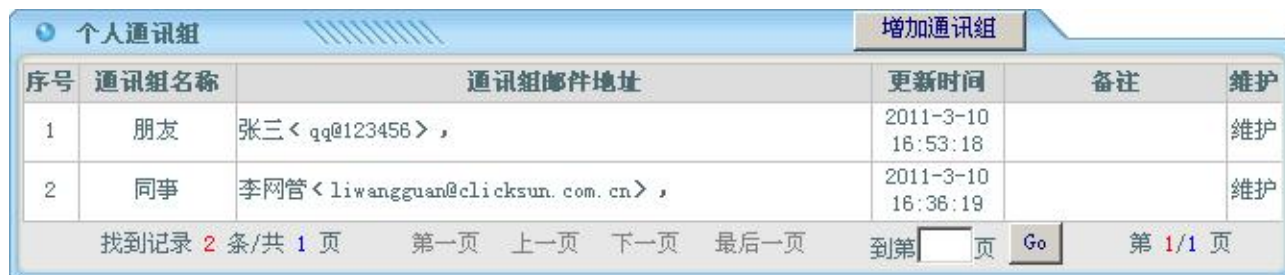 个人通讯组 增加通讯组
序号 通讯组名称 通讯组邮件地址 更新时间 备注 维护
1 朋友 张三< qq@123456>， 2011-3-10 16:53:18 维护
2 同事 李网管< liwangguan@clicksun.com.cn>， 2011-3-10 16:36:19 维护
找到记录 2 条/共 1 页 第一页 上一页 下一页 最后一页 到第 页 Go 第 1/1 页